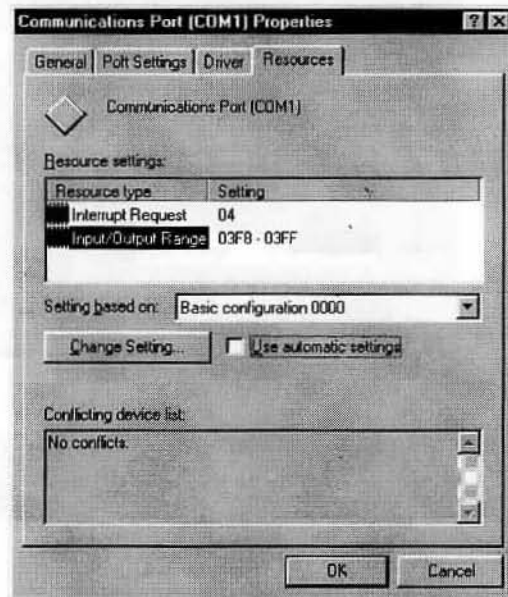 Communications Port (COM1) Properties
General Port Settings Driver Resources
Communications Port (COM1)
Resource settings:
Resource type Setting
Interrupt Request 04
Input/Output Range 03F8 - 03FF
Setting based on: Basic configuration 0000
Change Setting... Use automatic settings
Conflicting device list:
No conflicts.
OK Cancel